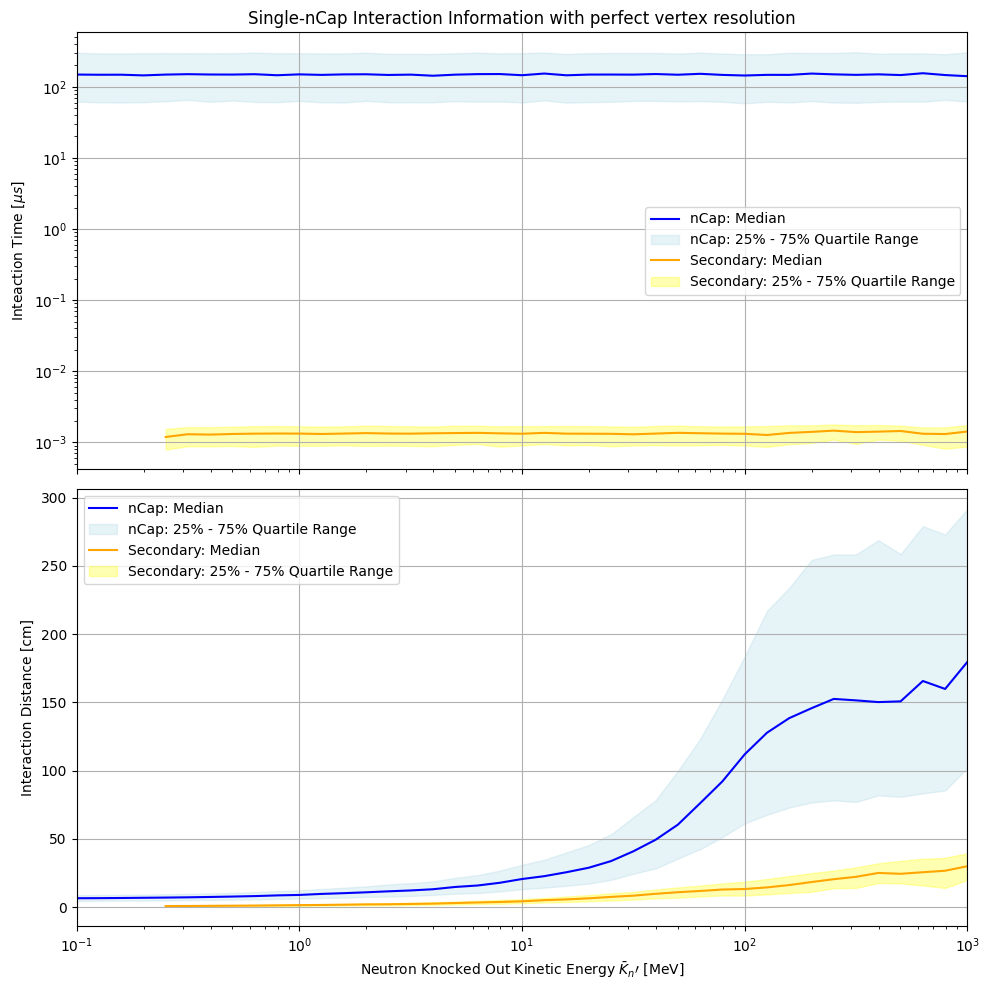 Single-nCap Interaction Information with perfect vertex resolution
10²
10¹
10⁰
10⁻¹
10⁻²
10⁻³
Inteaction Time [μs]
nCap: Median
nCap: 25% - 75% Quartile Range
Secondary: Median
Secondary: 25% - 75% Quartile Range
300
250
200
150
100
50
0
Interaction Distance [cm]
nCap: Median
nCap: 25% - 75% Quartile Range
Secondary: Median
Secondary: 25% - 75% Quartile Range
10⁻¹ 10⁰ 10¹ 10² 10³
Neutron Knocked Out Kinetic Energy K̄ₙ′ [MeV]